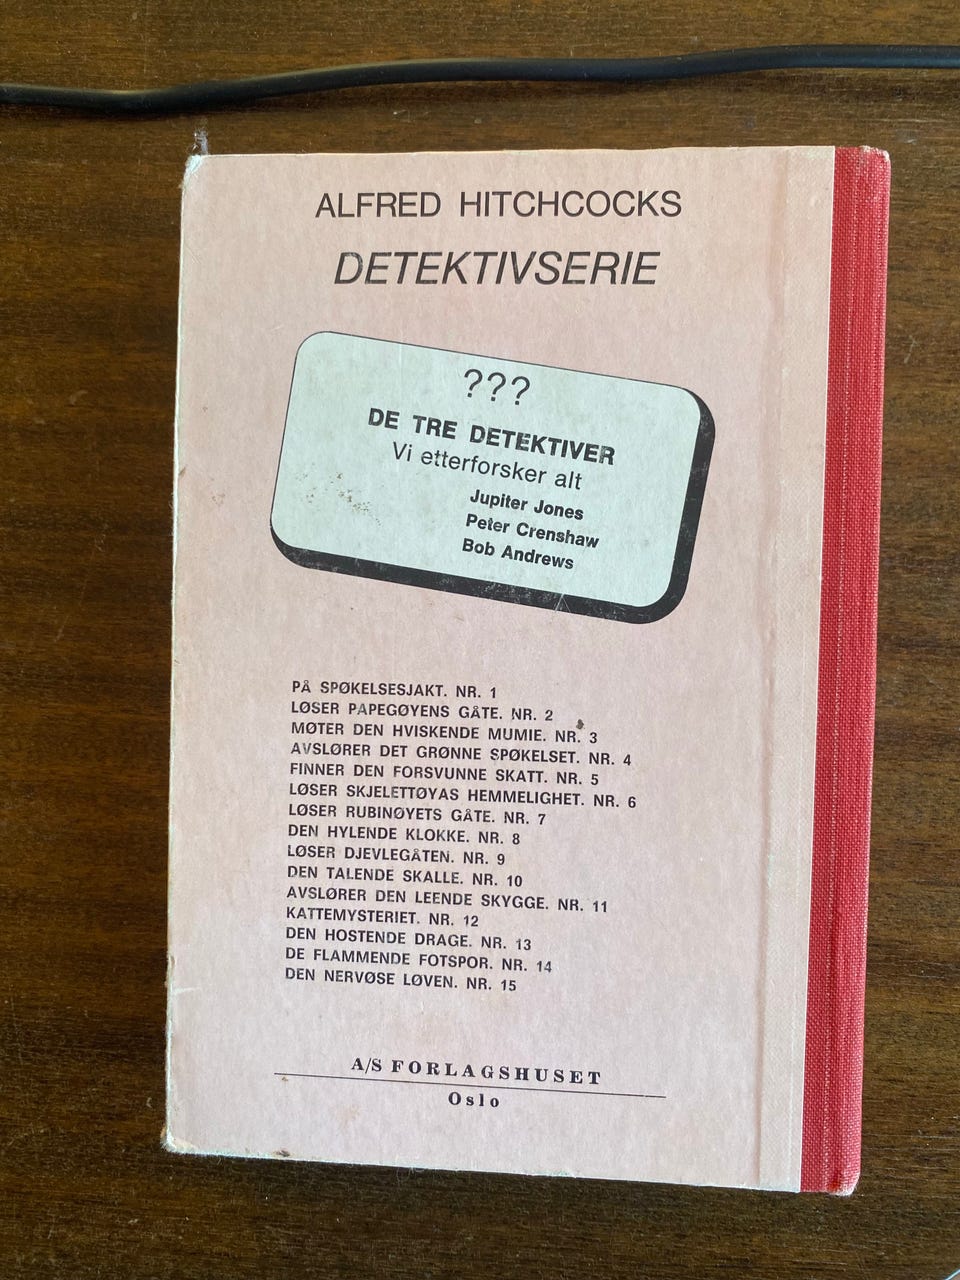 ALFRED HITCHCOCKS
DETEKTIVSERIE
???
DE TRE DETEKTIVER
Vi etterforsker alt
Jupiter Jones
Peter Crenshaw
Bob Andrews
PÅ SPØKELSESJAKT. NR. 1
LØSER PAPEGØYENS GÅTE. NR. 2
MØTER DEN HVISKENDE MUMIE. NR. 3
AVSLØRER DET GRØNNE SPØKELSET. NR. 4
FINNER DEN FORSVUNNE SKATT. NR. 5
LØSER SKJELETTØYAS HEMMELIGHET. NR. 6
LØSER RUBINØYETS GÅTE. NR. 7
DEN HYLENDE KLOKKE. NR. 8
LØSER DJEVLEGÅTEN. NR. 9
DEN TALENDE SKALLE. NR. 10
AVSLØRER DEN LEENDE SKYGGE. NR. 11
KATTEMYSTERIET. NR. 12
DEN HOSTENDE DRAGE. NR. 13
DE FLAMMENDE FOTSPOR. NR. 14
DEN NERVØSE LØVEN. NR. 15
A/S FORLAGSHUSET
Oslo